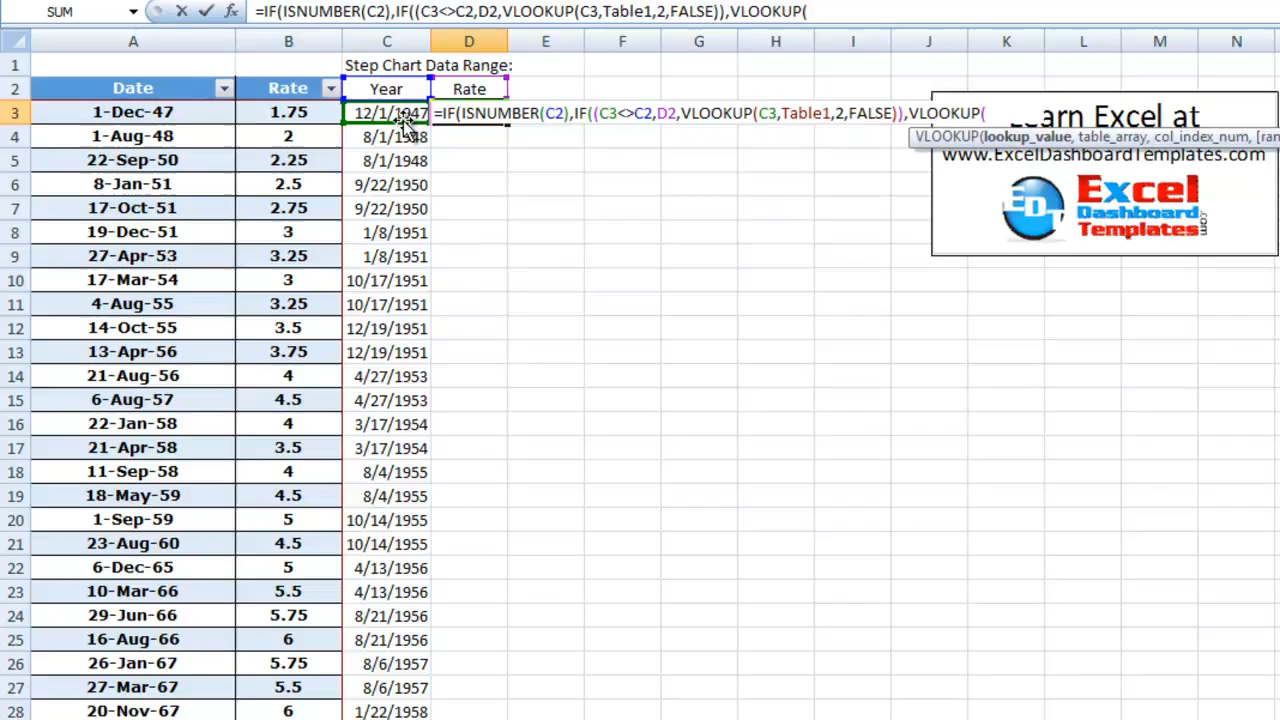 SUM =IF(ISNUMBER(C2),IF((C3<>C2,D2,VLOOKUP(C3,Table1,2,FALSE)),VLOOKUP(
A B C D E F G H I J K L M N
1 Step Chart Data Range:
2 Date Rate Year Rate
3 1-Dec-47 1.75 12/1/1947 =IF(ISNUMBER(C2),IF((C3<>C2,D2,VLOOKUP(C3,Table1,2,FALSE)),VLOOKUP( Learn Excel at
4 1-Aug-48 2 8/1/1948 VLOOKUP(lookup_value, table_array, col_index_num, [ran
5 22-Sep-50 2.25 8/1/1948 www.ExcelDashboardTemplates.com
6 8-Jan-51 2.5 9/22/1950 EDT Excel
7 17-Oct-51 2.75 9/22/1950 Dashboard
8 19-Dec-51 3 1/8/1951 Templates.com
9 27-Apr-53 3.25 1/8/1951
10 17-Mar-54 3 10/17/1951
11 4-Aug-55 3.25 10/17/1951
12 14-Oct-55 3.5 12/19/1951
13 13-Apr-56 3.75 12/19/1951
14 21-Aug-56 4 4/27/1953
15 6-Aug-57 4.5 4/27/1953
16 22-Jan-58 4 3/17/1954
17 21-Apr-58 3.5 3/17/1954
18 11-Sep-58 4 8/4/1955
19 18-May-59 4.5 8/4/1955
20 1-Sep-59 5 10/14/1955
21 23-Aug-60 4.5 10/14/1955
22 6-Dec-65 5 4/13/1956
23 10-Mar-66 5.5 4/13/1956
24 29-Jun-66 5.75 8/21/1956
25 16-Aug-66 6 8/21/1956
26 26-Jan-67 5.75 8/6/1957
27 27-Mar-67 5.5 8/6/1957
28 20-Nov-67 6 1/22/1958